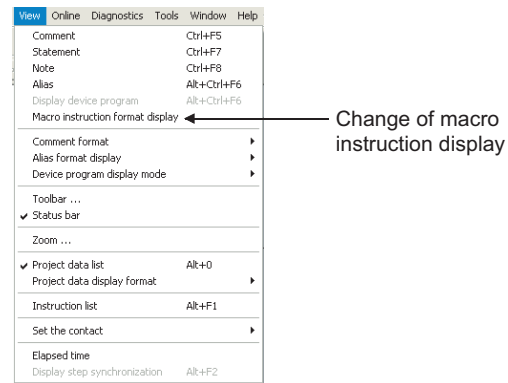 View Online Diagnostics Tools Window Help
Comment Ctrl+F5
Statement Ctrl+F7
Note Ctrl+F8
Alias Alt+Ctrl+F6
Display device program Alt+Ctrl+F6
Macro instruction format display
Change of macro
instruction display
Comment format
Alias format display
Device program display mode
Toolbar ...
Status bar
Zoom ...
Project data list Alt+0
Project data display format
Instruction list Alt+F1
Set the contact
Elapsed time
Display step synchronization Alt+F2